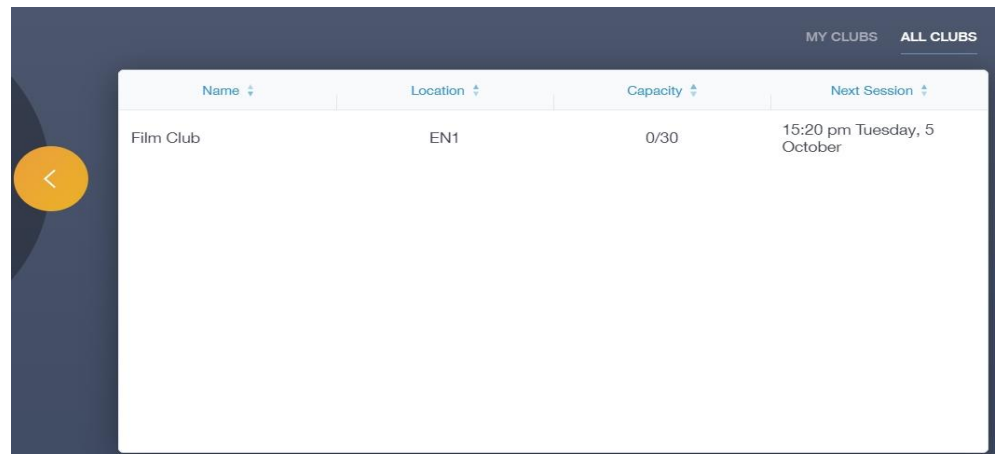 MY CLUBS ALL CLUBS
Name Location Capacity Next Session
Film Club EN1 0/30 15:20 pm Tuesday, 5
October